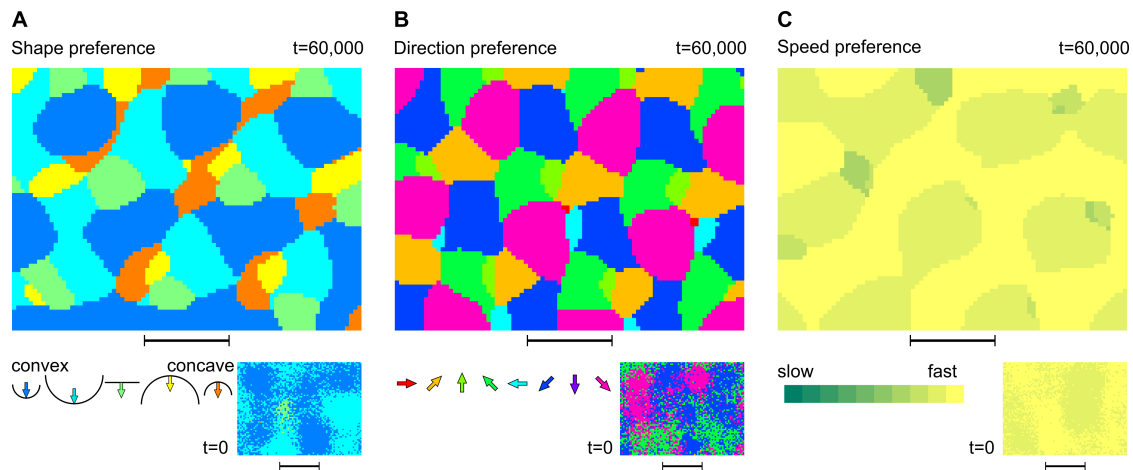 A
Shape preference t=60,000
B
Direction preference t=60,000
C
Speed preference t=60,000
convex concave
t=0
t=0
slow fast
t=0